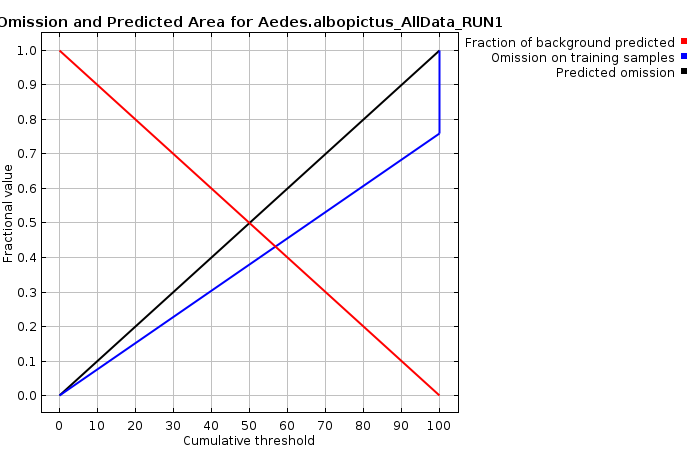 Omission and Predicted Area for Aedes.albopictus_AllData_RUN1
Fraction of background predicted
Omission on training samples
Predicted omission
Fractional value
1.0
0.9
0.8
0.7
0.6
0.5
0.4
0.3
0.2
0.1
0.0
0 10 20 30 40 50 60 70 80 90 100
Cumulative threshold